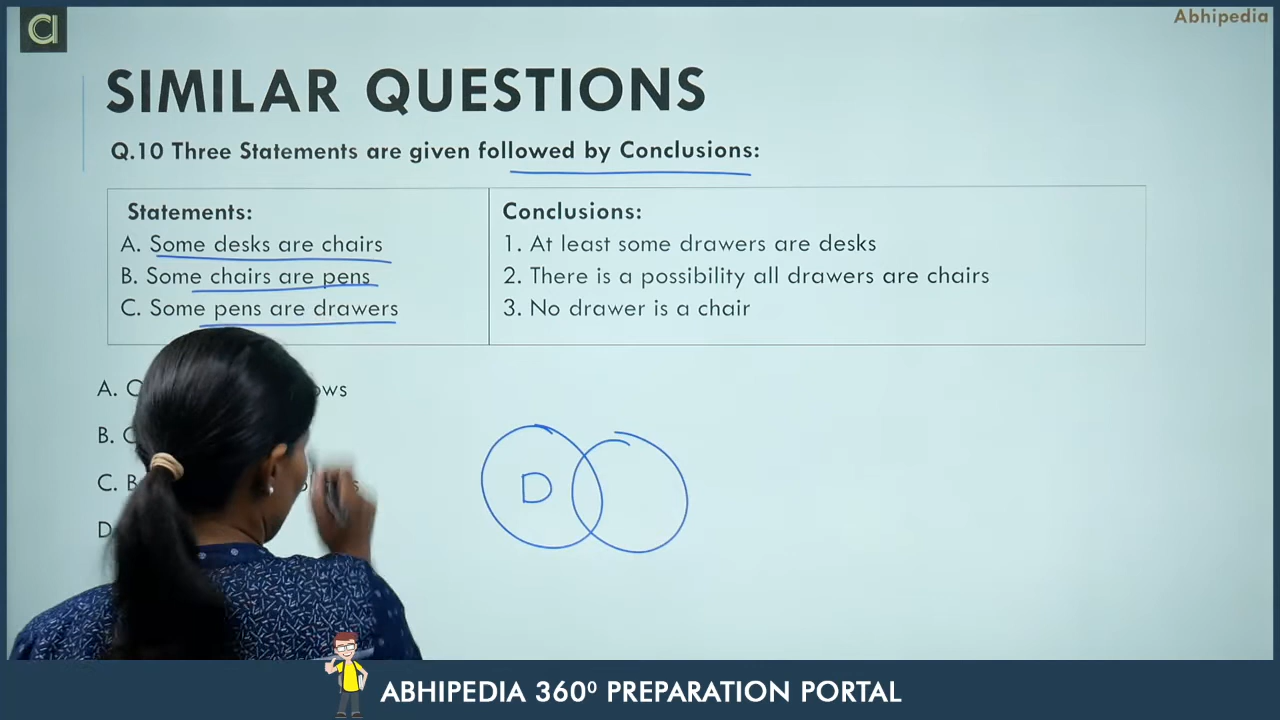 Abhipedia
SIMILAR QUESTIONS
Q.10 Three Statements are given followed by Conclusions:
Statements:
A. Some desks are chairs
B. Some chairs are pens
C. Some pens are drawers
Conclusions:
1. At least some drawers are desks
2. There is a possibility all drawers are chairs
3. No drawer is a chair
A.
B.
C.
D
D
ABHIPEDIA 360⁰ PREPARATION PORTAL